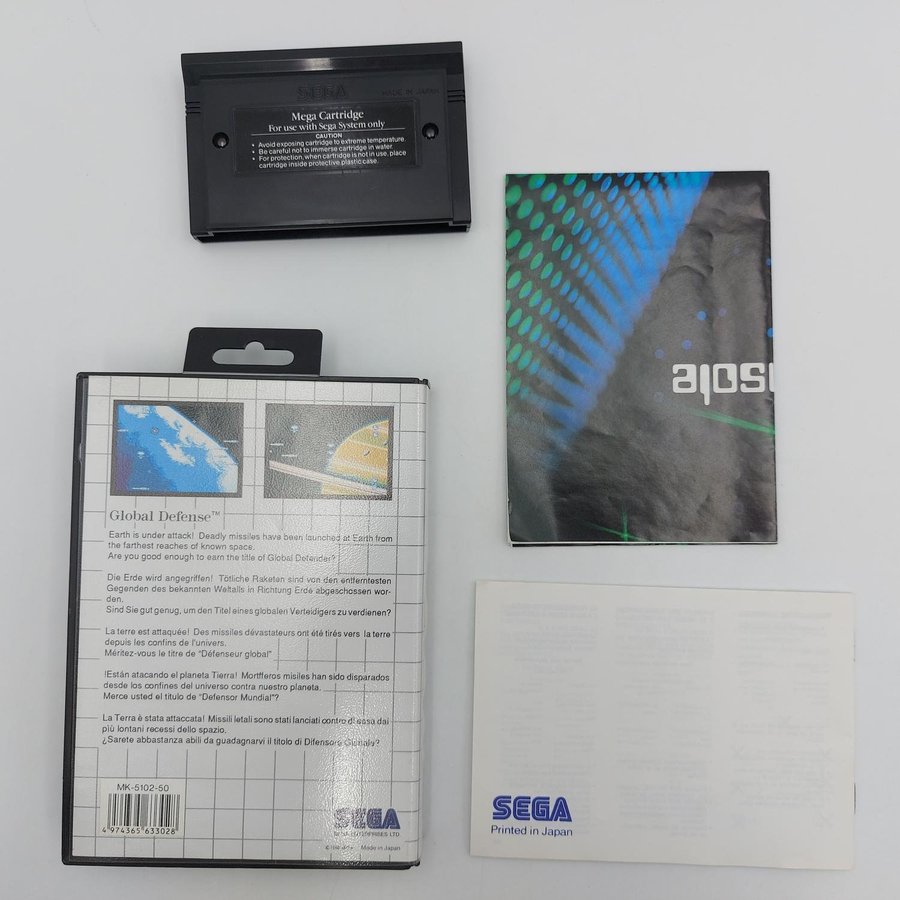 SEGA
MADE IN JAPAN
Mega Cartridge
For use with Sega System only
CAUTION
• Avoid exposing cartridge to extreme temperature.
• Be careful not to immerse cartridge in water
• For protection, when cartridge is not in use, place
cartridge inside protective plastic case.
sole
Global Defense™
Earth is under attack! Deadly missiles have been launched at Earth from
the farthest reaches of known space.
Are you good enough to earn the title of Global Defender?
Die Erde wird angegriffen! Tötliche Raketen sind von den entferntesten
Gegenden des bekannten Weltalls in Richtung Erde abgeschossen wor-
den.
Sind Sie gut genug, um den Titel eines globalen Verteidigers zu verdienen?
La terre est attaquée! Des missiles dévastateurs ont été tirés vers la terre
depuis les confins de l'univers.
Méritez-vous le titre de "Défenseur global"
!Están atacando el planeta Tierra! Mortfferos misiles han sido disparados
desde los confines del universo contra nuestro planeta.
Merce usted el titulo de "Defensor Mundial"?
La Terra è stata attaccata! Missili letali sono stati lanciati contro di essa dai
più lontani recessi dello spazio.
¿Sarete abbastanza abili da guadagnarvi il titolo di Difensore Globale?
MK-5102-50
4 974365 633028
SEGA
SEGA ENTERPRISES LTD.
Made in Japan
SEGA
Printed in Japan